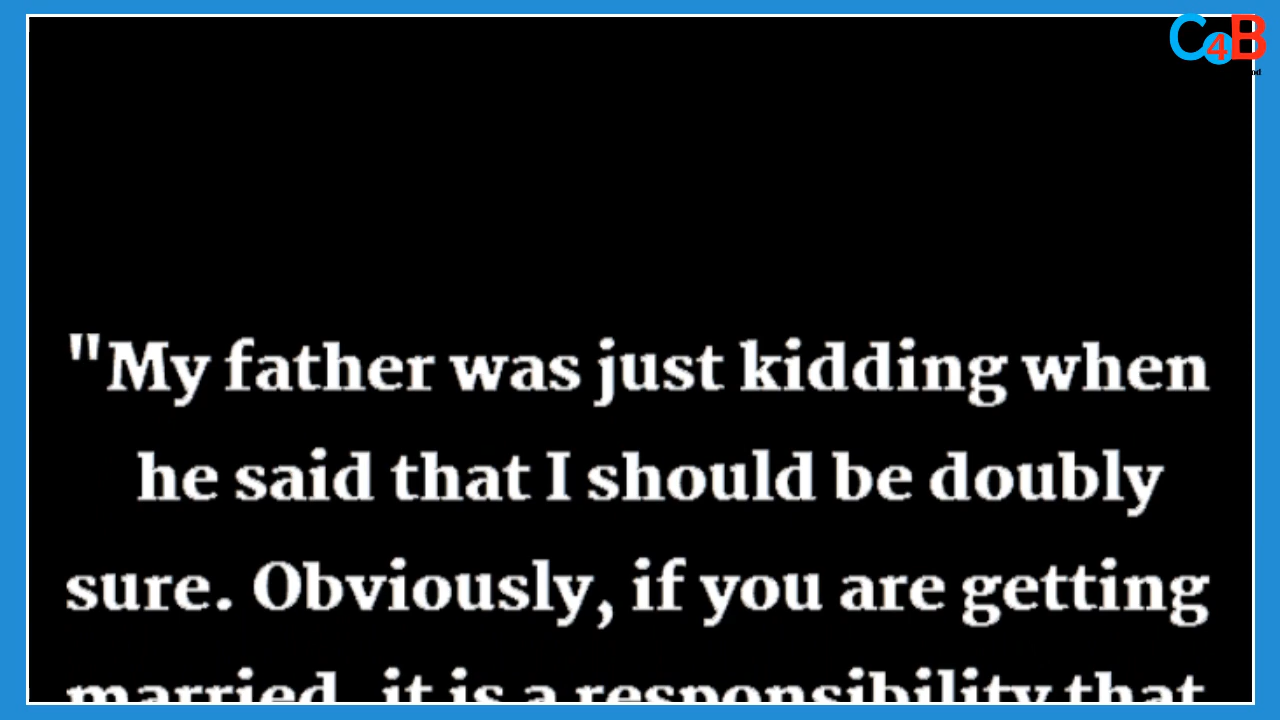 C4B
od
"My father was just kidding when
he said that I should be doubly
sure. Obviously, if you are getting
married, it is a responsibility that